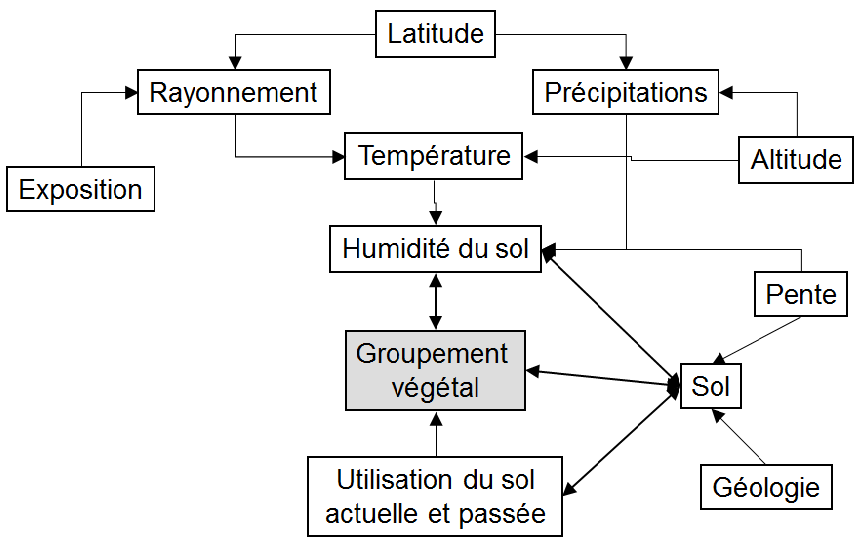 Latitude
Rayonnement
Précipitations
Température
Altitude
Exposition
Humidité du sol
Pente
Groupement
végétal
Sol
Utilisation du sol
actuelle et passée
Géologie